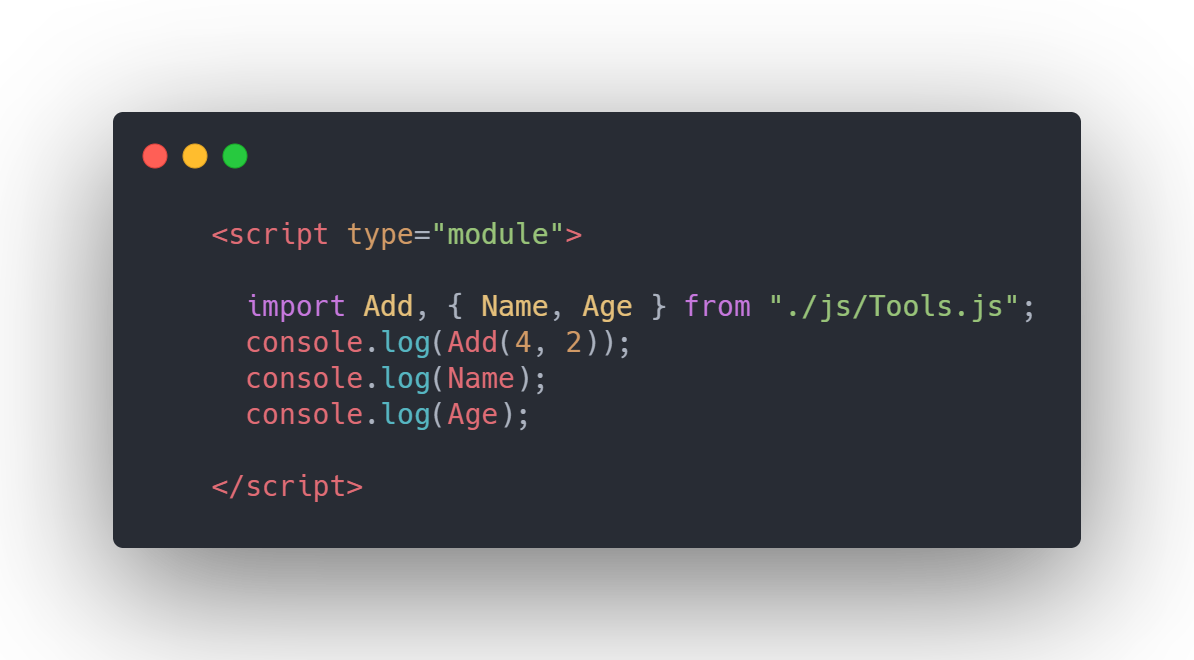 <script type="module">
import Add, { Name, Age } from "./js/Tools.js";
console.log(Add(4, 2));
console.log(Name);
console.log(Age);
</script>